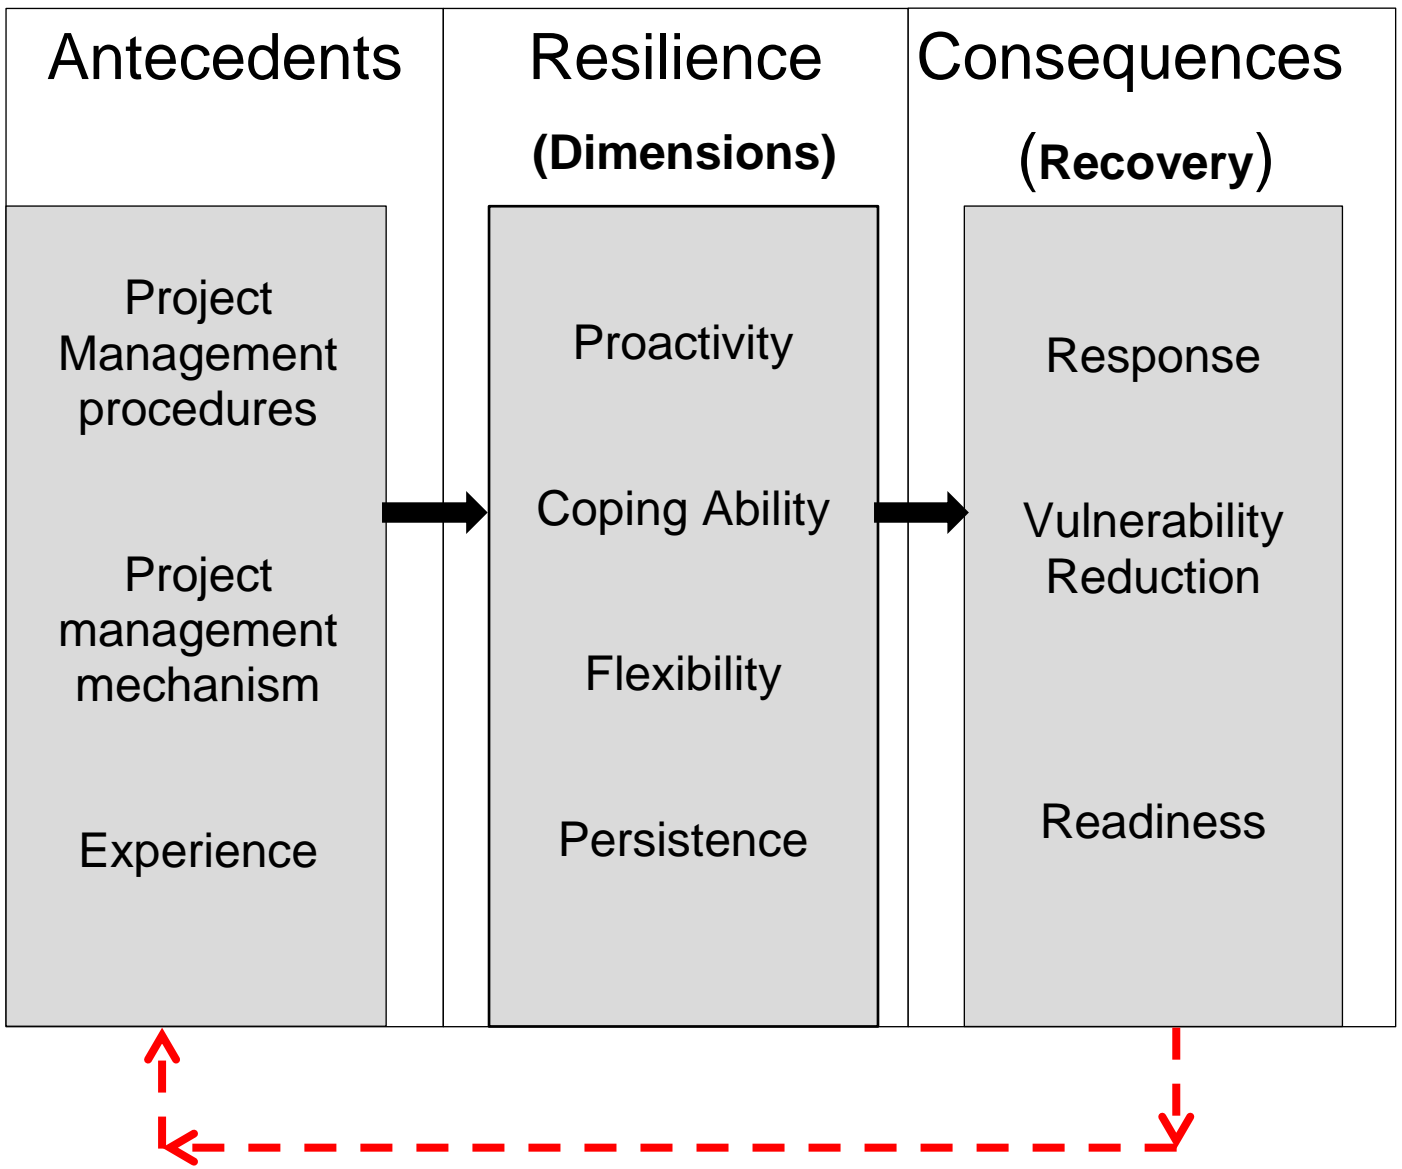 Antecedents
Project
Management
procedures
Project
management
mechanism
Experience
Resilience
(Dimensions)
Proactivity
Coping Ability
Flexibility
Persistence
Consequences
(Recovery)
Response
Vulnerability
Reduction
Readiness